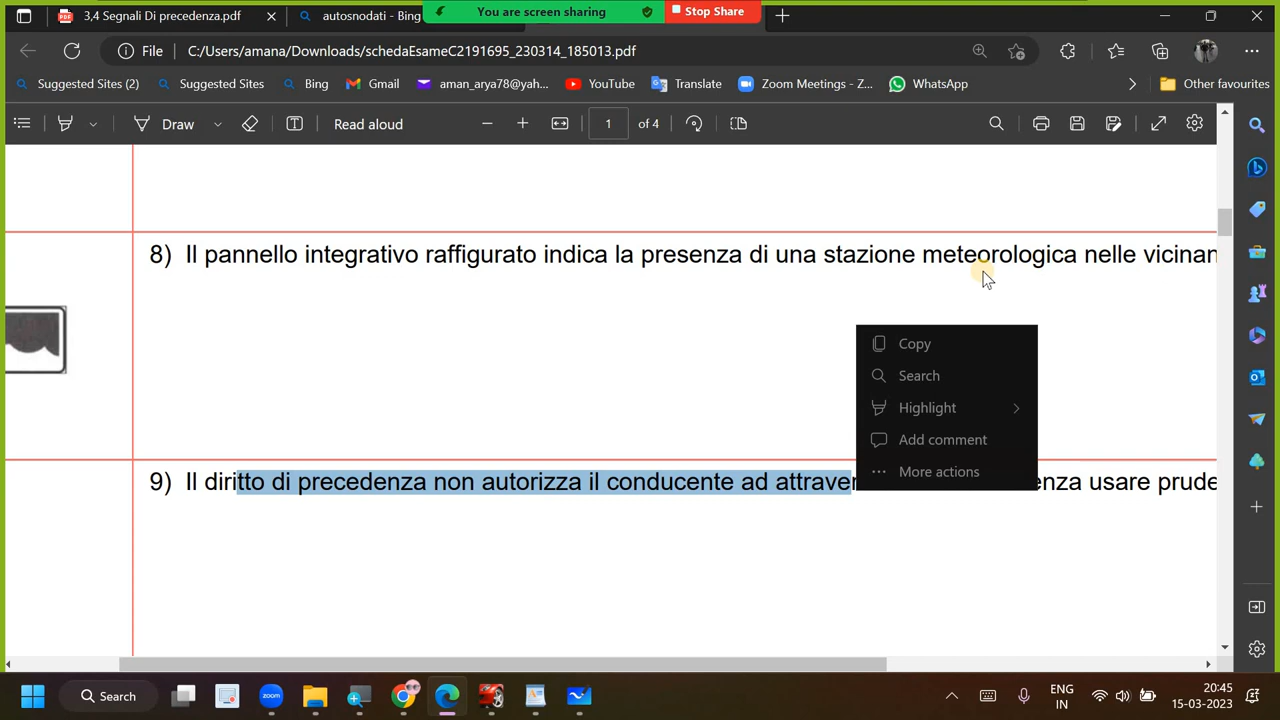 3,4 Segnali Di precedenza.pdf
autosnodati - Bing
You are screen sharing
Stop Share
File
C:/Users/amana/Downloads/schedaEsameC2191695_230314_185013.pdf
Suggested Sites (2)
Suggested Sites
Bing
Gmail
aman_arya78@yah...
YouTube
Translate
Zoom Meetings - Z...
WhatsApp
Other favourites
Draw
Read aloud
1
of 4
8) Il pannello integrativo raffigurato indica la presenza di una stazione meteorologica nelle vicinan
Copy
Search
Highlight
Add comment
More actions
9) Il diritto di precedenza non autorizza il conducente ad attraver
enza usare prude
Search
zoom
ENG
IN
20:45
15-03-2023